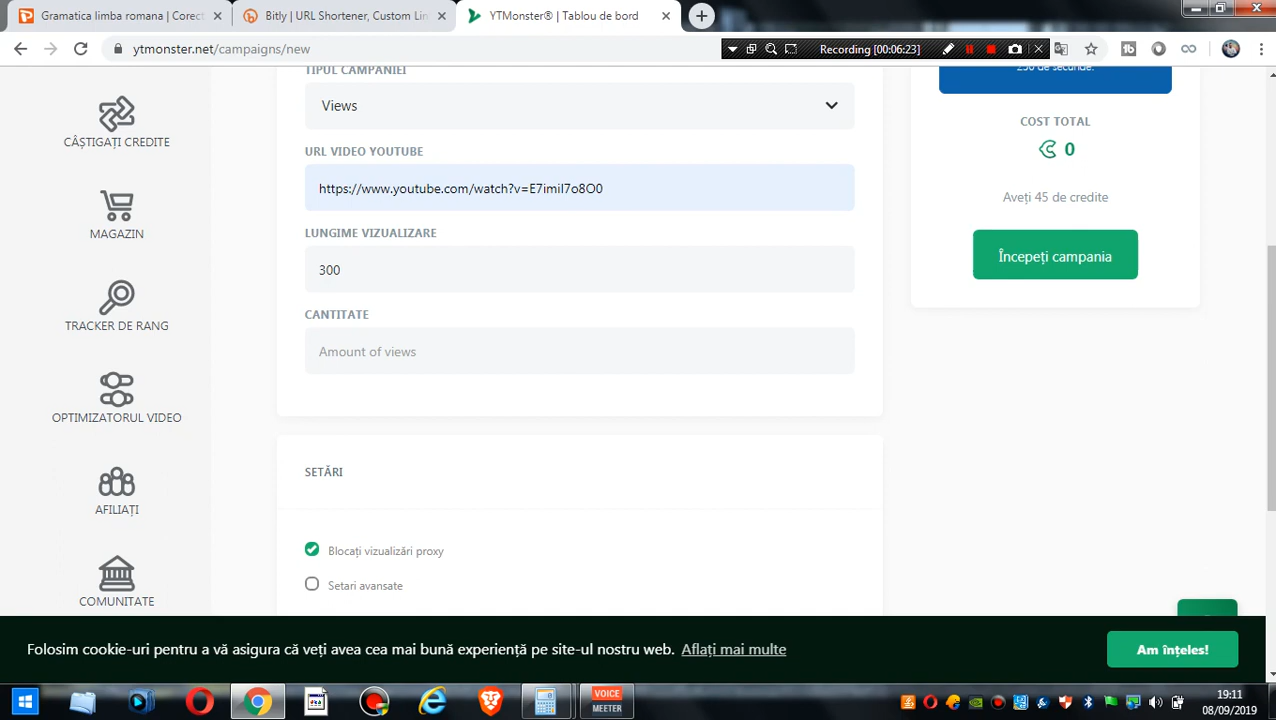 Gramatica limba romana | Corect
Bitly | URL Shortener, Custom Lin
YTMonster® | Tablou de bord
ytmonster.net/campaigns/new
Recording [00:06:23]
TIPUL CAMPANIEI
Views
URL VIDEO YOUTUBE
https://www.youtube.com/watch?v=E7imiI7o8O0
LUNGIME VIZUALIZARE
300
CANTITATE
Amount of views
SETĂRI
Blocați vizualizări proxy
Setari avansate
de secunde.
COST TOTAL
0
Aveți 45 de credite
Începeți campania
CÂȘTIGAȚI CREDITE
MAGAZIN
TRACKER DE RANG
OPTIMIZATORUL VIDEO
AFILIAȚI
COMUNITATE
Folosim cookie-uri pentru a vă asigura că veți avea cea mai bună experiență pe site-ul nostru web. Aflați mai multe
Am înțeles!
VOICE
MEETER
19:11
08/09/2019